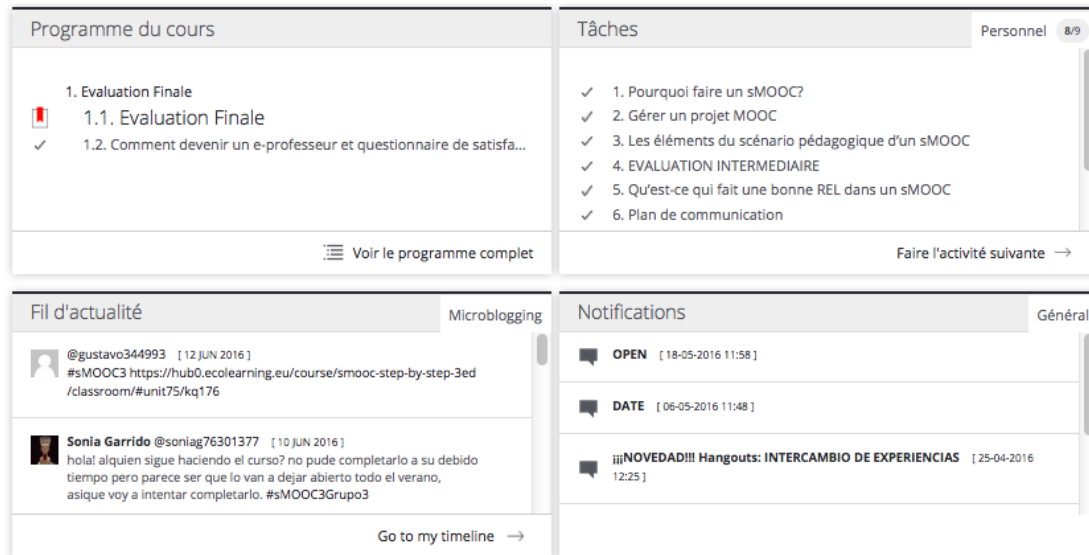 Programme du cours
1. Evaluation Finale
1.1. Evaluation Finale
1.2. Comment devenir un e-professeur et questionnaire de satisfa...
Voir le programme complet
Tâches
Personnel 8/9
1. Pourquoi faire un sMOOC?
2. Gérer un projet MOOC
3. Les éléments du scénario pédagogique d'un sMOOC
4. EVALUATION INTERMEDIAIRE
5. Qu'est-ce qui fait une bonne REL dans un sMOOC
6. Plan de communication
Faire l'activité suivante →
Fil d'actualité
Microblogging
@gustavo344993 [ 12 JUN 2016 ]
#sMOOC3 https://hub0.ecolearning.eu/course/smooc-step-by-step-3ed
/classroom/#unit75/kq176
Sonia Garrido @soniag76301377 [ 10 JUN 2016 ]
hola! alquien sigue haciendo el curso? no pude completarlo a su debido
tiempo pero parece ser que lo van a dejar abierto todo el verano,
asique voy a intentar completarlo. #sMOOC3Grupo3
Go to my timeline →
Notifications
Général
OPEN [ 18-05-2016 11:58 ]
DATE [ 06-05-2016 11:48 ]
¡¡¡NOVEDAD!!! Hangouts: INTERCAMBIO DE EXPERIENCIAS [ 25-04-2016
12:25 ]